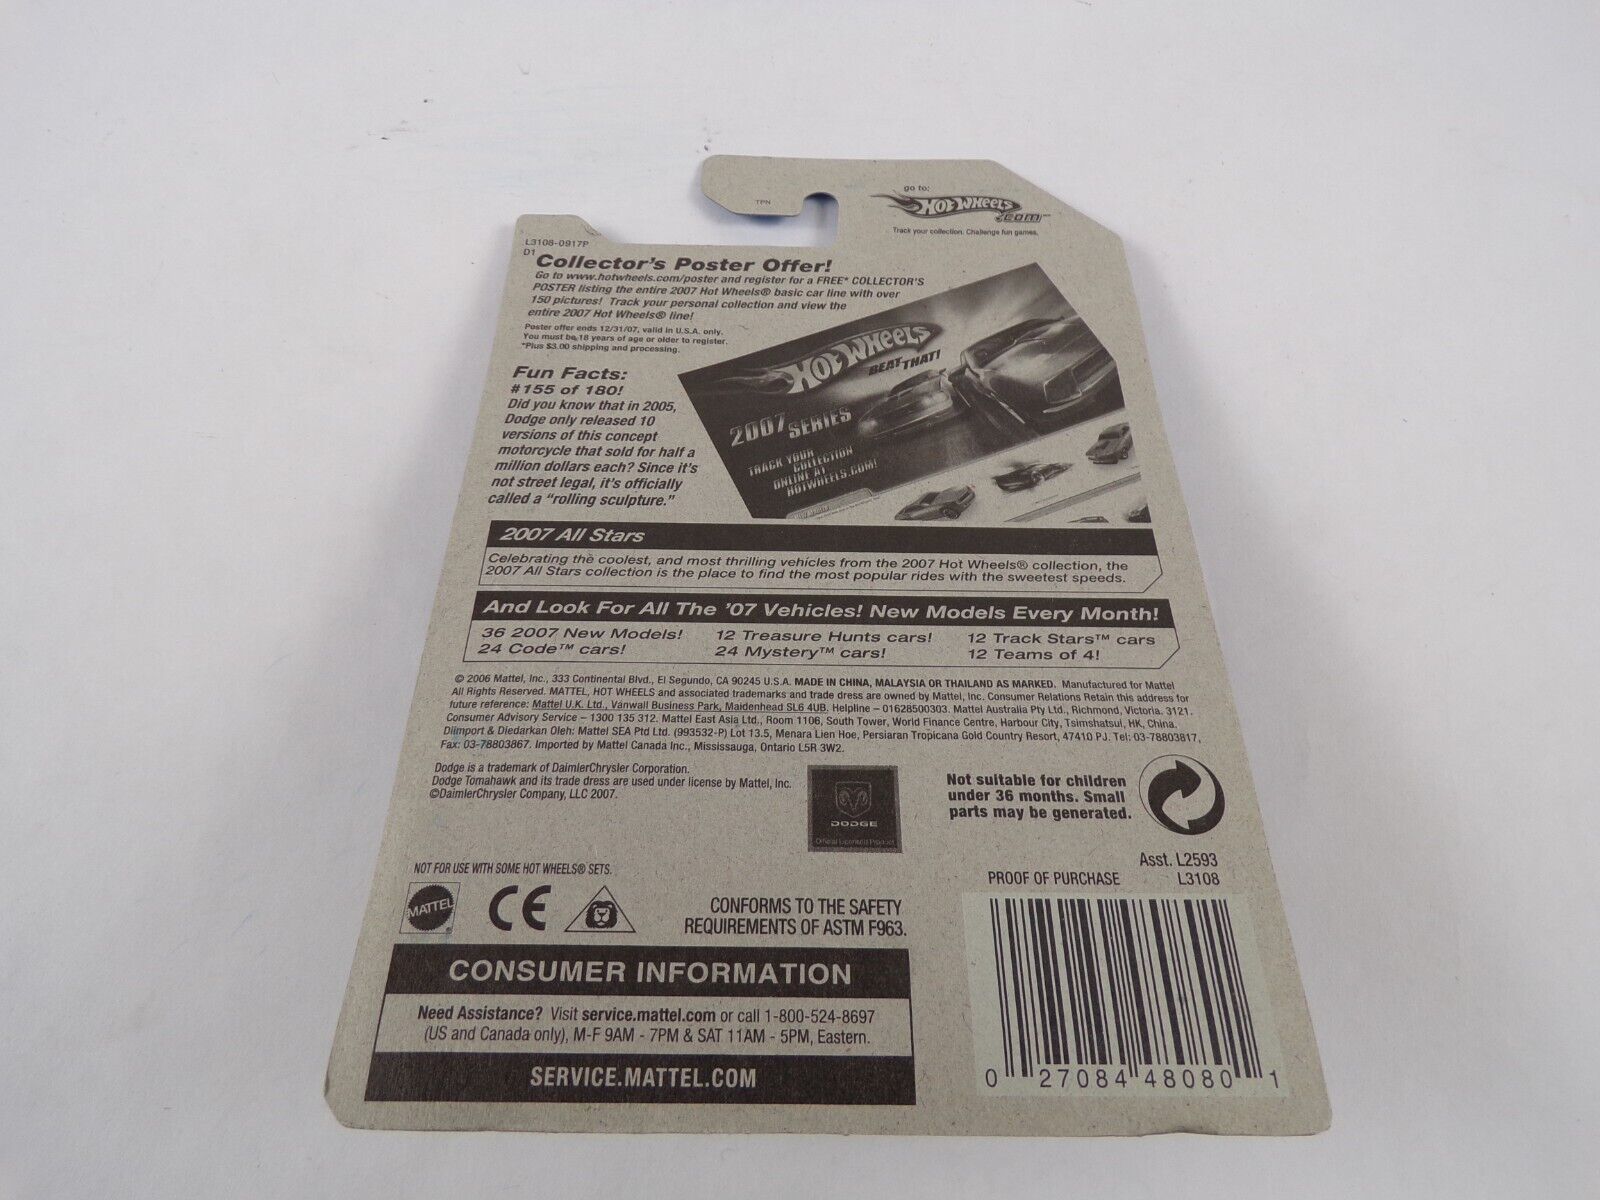 TPN
go to:
HOT WHEELS
.COM™
Track your collection. Challenge fun games.
L3108-0917P
D1
Collector's Poster Offer!
Go to www.hotwheels.com/poster and register for a FREE* COLLECTOR'S
POSTER listing the entire 2007 Hot Wheels® basic car line with over
150 pictures! Track your personal collection and view the
entire 2007 Hot Wheels® line!
Poster offer ends 12/31/07, valid in U.S.A. only.
You must be 18 years of age or older to register.
*Plus $3.00 shipping and processing.
HOT WHEELS
BEAT THAT!
2007 SERIES
TRACK YOUR
COLLECTION
ONLINE AT
HOTWHEELS.COM!
Fun Facts:
#155 of 180!
Did you know that in 2005,
Dodge only released 10
versions of this concept
motorcycle that sold for half a
million dollars each? Since it's
not street legal, it's officially
called a "rolling sculpture."
2007 All Stars
Celebrating the coolest, and most thrilling vehicles from the 2007 Hot Wheels® collection, the
2007 All Stars collection is the place to find the most popular rides with the sweetest speeds.
And Look For All The '07 Vehicles! New Models Every Month!
36 2007 New Models! 12 Treasure Hunts cars! 12 Track Stars™ cars
24 Code™ cars! 24 Mystery™ cars! 12 Teams of 4!
© 2006 Mattel, Inc., 333 Continental Blvd., El Segundo, CA 90245 U.S.A. MADE IN CHINA, MALAYSIA OR THAILAND AS MARKED. Manufactured for Mattel
All Rights Reserved. MATTEL, HOT WHEELS and associated trademarks and trade dress are owned by Mattel, Inc. Consumer Relations Retain this address for
future reference: Mattel U.K. Ltd., Vanwall Business Park, Maidenhead SL6 4UB. Helpline – 01628500303. Mattel Australia Pty Ltd., Richmond, Victoria. 3121.
Consumer Advisory Service – 1300 135 312. Mattel East Asia Ltd., Room 1106, South Tower, World Finance Centre, Harbour City, Tsimshatsui, HK, China.
Diimport & Diedarkan Oleh: Mattel SEA Ptd Ltd. (993532-P) Lot 13.5, Menara Lien Hoe, Persiaran Tropicana Gold Country Resort, 47410 PJ. Tel: 03-78803817,
Fax: 03-78803867. Imported by Mattel Canada Inc., Mississauga, Ontario L5R 3W2.
Dodge is a trademark of DaimlerChrysler Corporation.
Dodge Tomahawk and its trade dress are used under license by Mattel, Inc.
©DaimlerChrysler Company, LLC 2007.
DODGE
Official Licensed Product
Not suitable for children
under 36 months. Small
parts may be generated.
Asst. L2593
PROOF OF PURCHASE L3108
NOT FOR USE WITH SOME HOT WHEELS® SETS.
MATTEL
CE
CONFORMS TO THE SAFETY
REQUIREMENTS OF ASTM F963.
CONSUMER INFORMATION
Need Assistance? Visit service.mattel.com or call 1-800-524-8697
(US and Canada only), M-F 9AM - 7PM & SAT 11AM - 5PM, Eastern.
SERVICE.MATTEL.COM
0 27084 48080 1